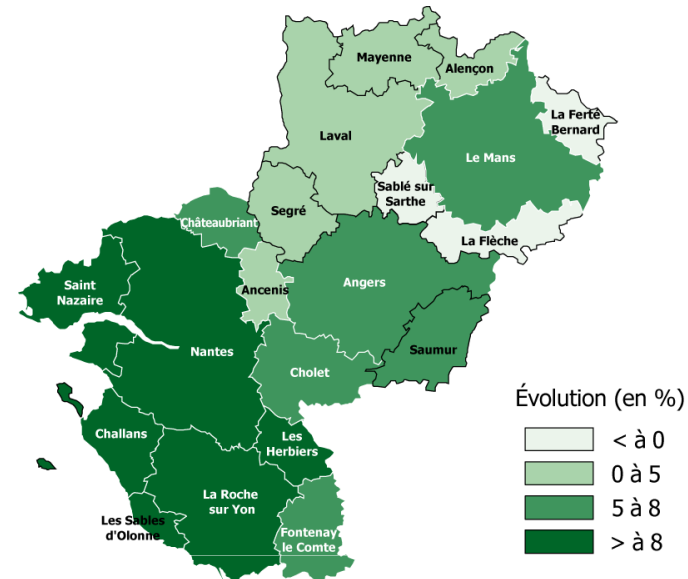 Mayenne
Alençon
La Ferté
Bernard
Laval
Le Mans
Sablé sur
Sarthe
Segré
Châteaubriant
La Flèche
Saint
Nazaire
Ancenis
Angers
Nantes
Saumur
Cholet
Challans
Les
Herbiers
La Roche
sur Yon
Les Sables
d'Olonne
Fontenay
le Comte
Évolution (en %)
< à 0
0 à 5
5 à 8
> à 8